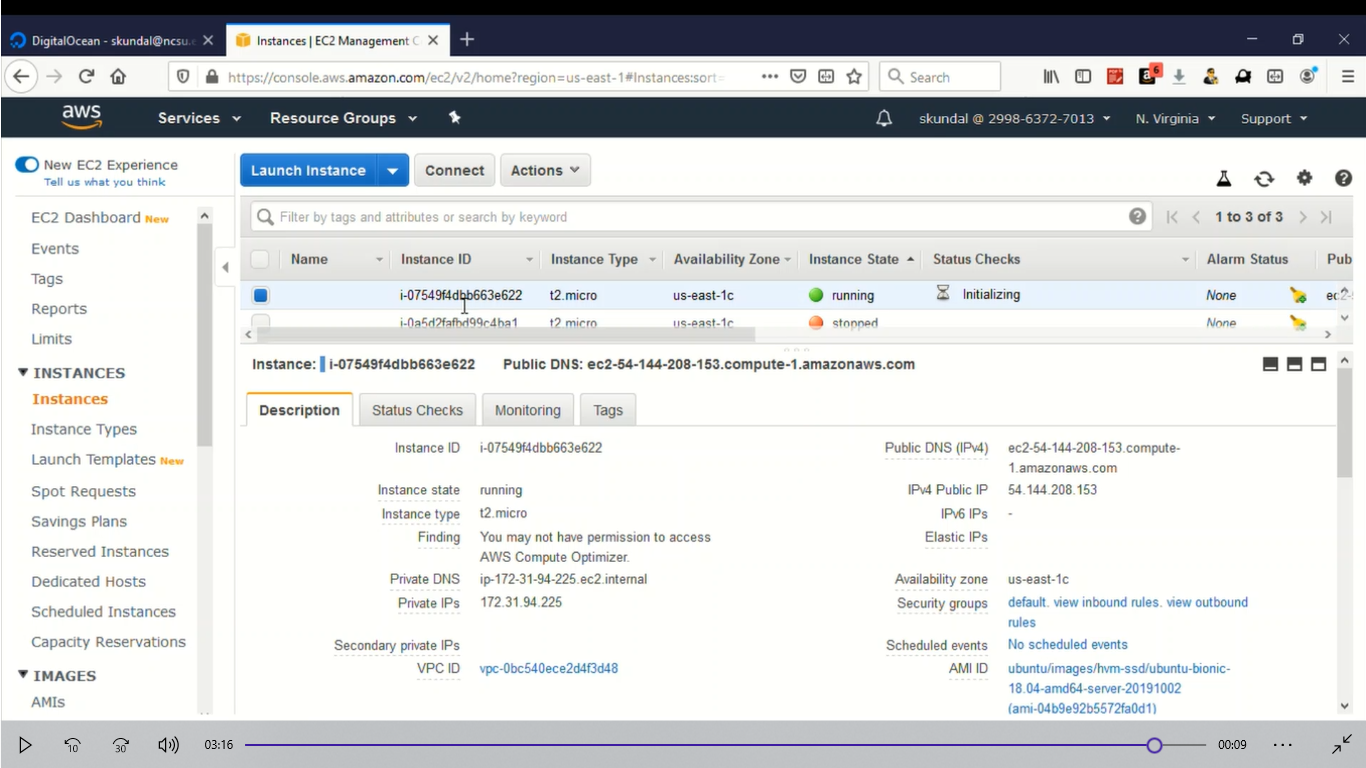 DigitalOcean - skundal@ncsu.e
Instances | EC2 Management C
https://console.aws.amazon.com/ec2/v2/home?region=us-east-1#Instances:sort=
Search
6
aws
Services
Resource Groups
skundal @ 2998-6372-7013
N. Virginia
Support
New EC2 Experience
Tell us what you think
EC2 Dashboard New
Events
Tags
Reports
Limits
INSTANCES
Instances
Instance Types
Launch Templates New
Spot Requests
Savings Plans
Reserved Instances
Dedicated Hosts
Scheduled Instances
Capacity Reservations
IMAGES
AMIs
Launch Instance
Connect
Actions
Filter by tags and attributes or search by keyword
1 to 3 of 3
Name Instance ID Instance Type Availability Zone Instance State Status Checks Alarm Status Pub
i-07549f4dbb663e622 t2.micro us-east-1c running Initializing None ec2-
i-0a5d2fafbd99c4ba1 t2.micro us-east-1c stopped None
Instance: i-07549f4dbb663e622 Public DNS: ec2-54-144-208-153.compute-1.amazonaws.com
Description Status Checks Monitoring Tags
Instance ID i-07549f4dbb663e622
Instance state running
Instance type t2.micro
Finding You may not have permission to access
AWS Compute Optimizer.
Private DNS ip-172-31-94-225.ec2.internal
Private IPs 172.31.94.225
Secondary private IPs
VPC ID vpc-0bc540ece2d4f3d48
Public DNS (IPv4) ec2-54-144-208-153.compute-
1.amazonaws.com
IPv4 Public IP 54.144.208.153
IPv6 IPs -
Elastic IPs
Availability zone us-east-1c
Security groups default. view inbound rules. view outbound
rules
Scheduled events No scheduled events
AMI ID ubuntu/images/hvm-ssd/ubuntu-bionic-
18.04-amd64-server-20191002
(ami-04b9e92b5572fa0d1)
10
30
03:16
00:09